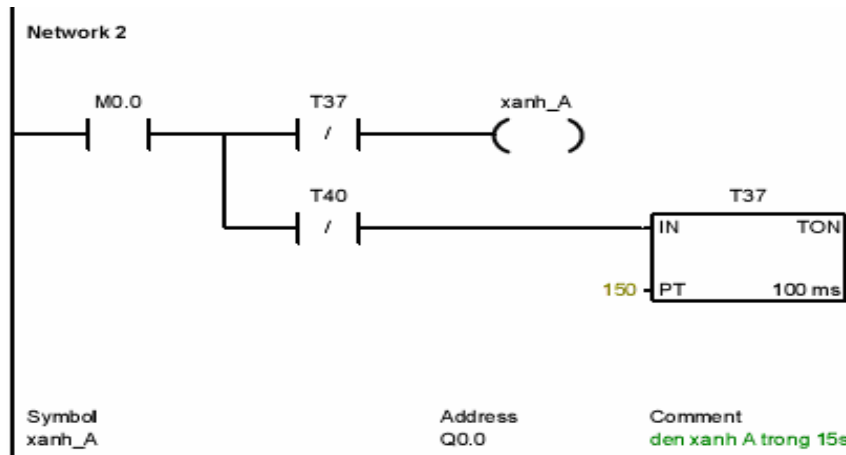 Network 2
M0.0 T37 xanh_A
/
T40 T37
/ IN TON
150 PT 100 ms
Symbol Address Comment
xanh_A Q0.0 den xanh A trong 15s